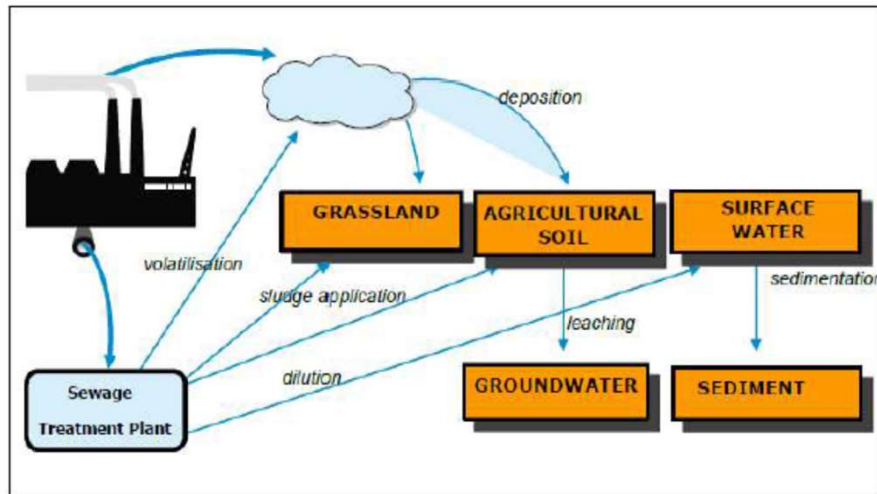 deposition
GRASSLAND
AGRICULTURAL
SOIL
SURFACE
WATER
volatilisation
sludge application
sedimentation
leaching
dilution
GROUNDWATER
SEDIMENT
Sewage
Treatment Plant